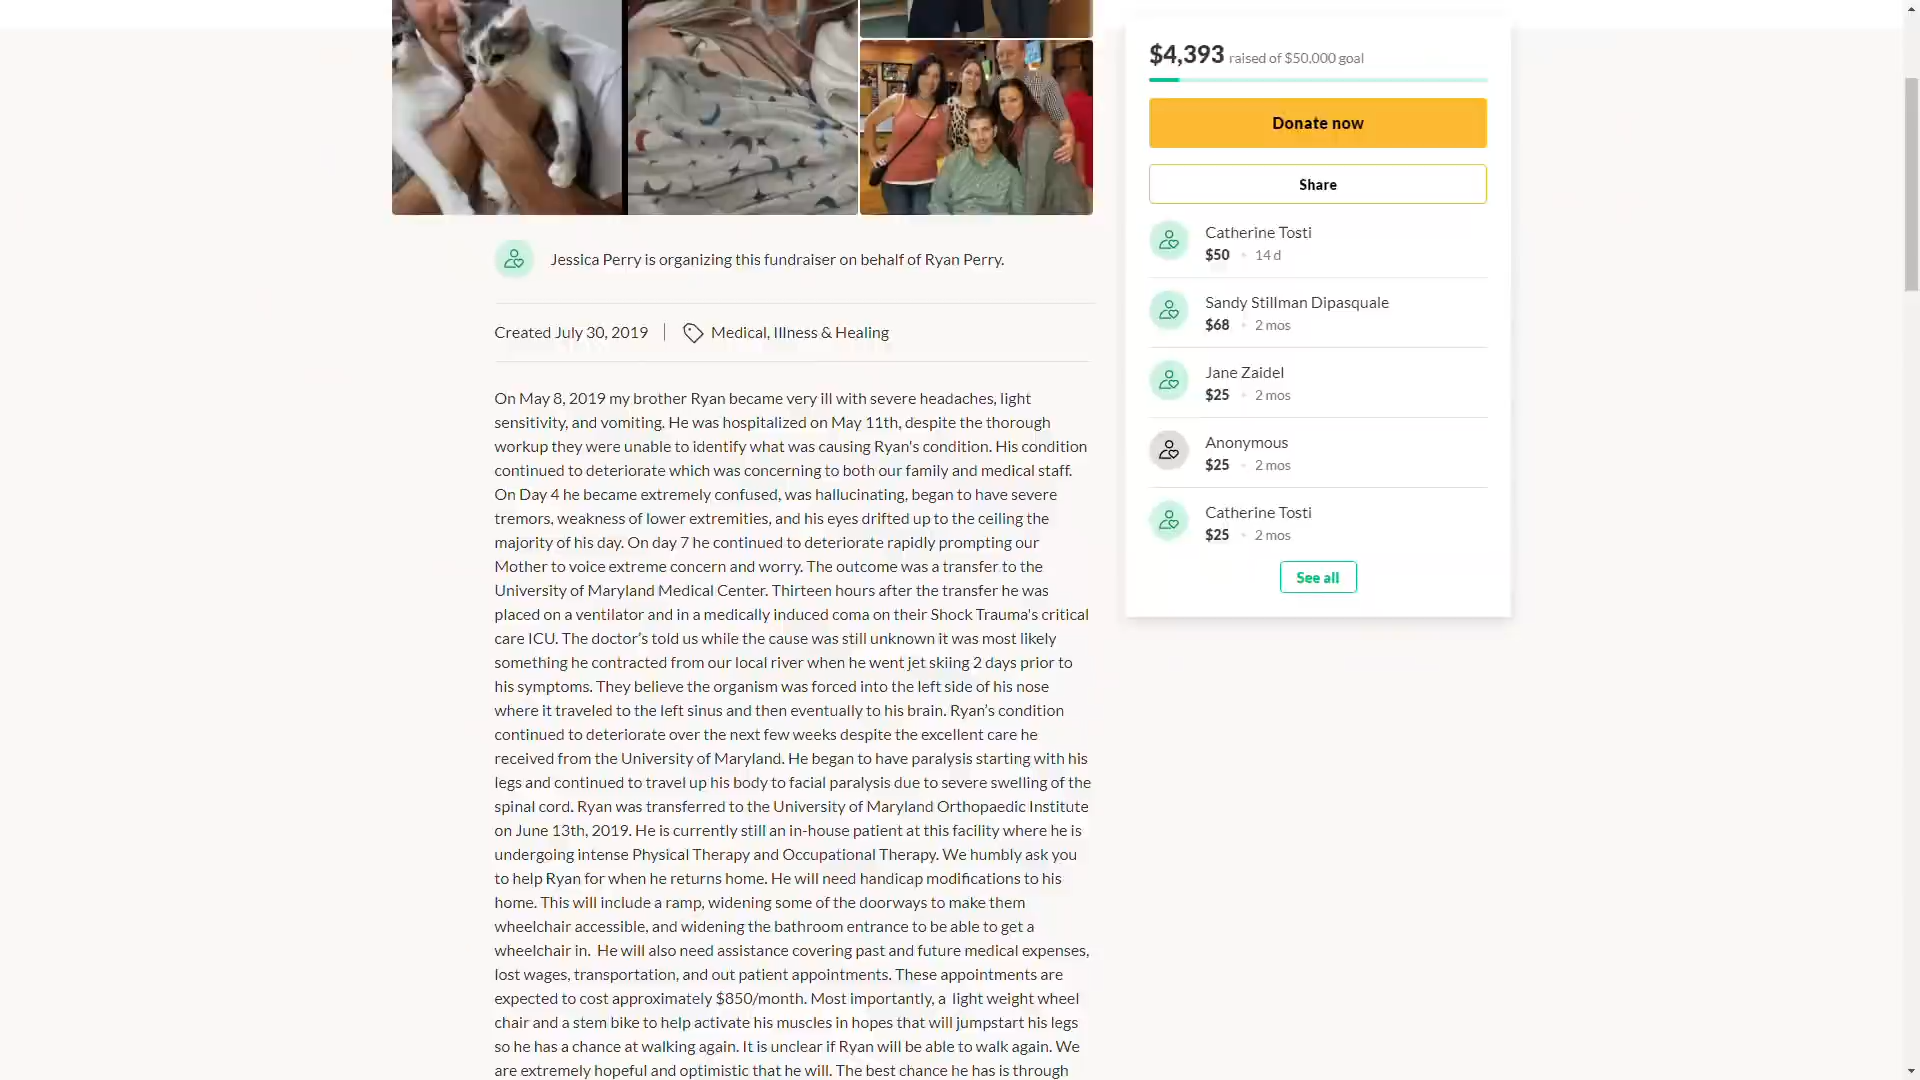 $4,393 raised of $50,000 goal
Donate now
Share
Catherine Tosti
$50 14 d
Sandy Stillman Dipasquale
$68 2 mos
Jane Zaidel
$25 2 mos
Anonymous
$25 2 mos
Catherine Tosti
$25 2 mos
See all
Jessica Perry is organizing this fundraiser on behalf of Ryan Perry.
Created July 30, 2019 | Medical, Illness & Healing
On May 8, 2019 my brother Ryan became very ill with severe headaches, light
sensitivity, and vomiting. He was hospitalized on May 11th, despite the thorough
workup they were unable to identify what was causing Ryan's condition. His condition
continued to deteriorate which was concerning to both our family and medical staff.
On Day 4 he became extremely confused, was hallucinating, began to have severe
tremors, weakness of lower extremities, and his eyes drifted up to the ceiling the
majority of his day. On day 7 he continued to deteriorate rapidly prompting our
Mother to voice extreme concern and worry. The outcome was a transfer to the
University of Maryland Medical Center. Thirteen hours after the transfer he was
placed on a ventilator and in a medically induced coma on their Shock Trauma's critical
care ICU. The doctor's told us while the cause was still unknown it was most likely
something he contracted from our local river when he went jet skiing 2 days prior to
his symptoms. They believe the organism was forced into the left side of his nose
where it traveled to the left sinus and then eventually to his brain. Ryan's condition
continued to deteriorate over the next few weeks despite the excellent care he
received from the University of Maryland. He began to have paralysis starting with his
legs and continued to travel up his body to facial paralysis due to severe swelling of the
spinal cord. Ryan was transferred to the University of Maryland Orthopaedic Institute
on June 13th, 2019. He is currently still an in-house patient at this facility where he is
undergoing intense Physical Therapy and Occupational Therapy. We humbly ask you
to help Ryan for when he returns home. He will need handicap modifications to his
home. This will include a ramp, widening some of the doorways to make them
wheelchair accessible, and widening the bathroom entrance to be able to get a
wheelchair in.  He will also need assistance covering past and future medical expenses,
lost wages, transportation, and out patient appointments. These appointments are
expected to cost approximately $850/month. Most importantly, a  light weight wheel
chair and a stem bike to help activate his muscles in hopes that will jumpstart his legs
so he has a chance at walking again. It is unclear if Ryan will be able to walk again. We
are extremely hopeful and optimistic that he will. The best chance he has is through